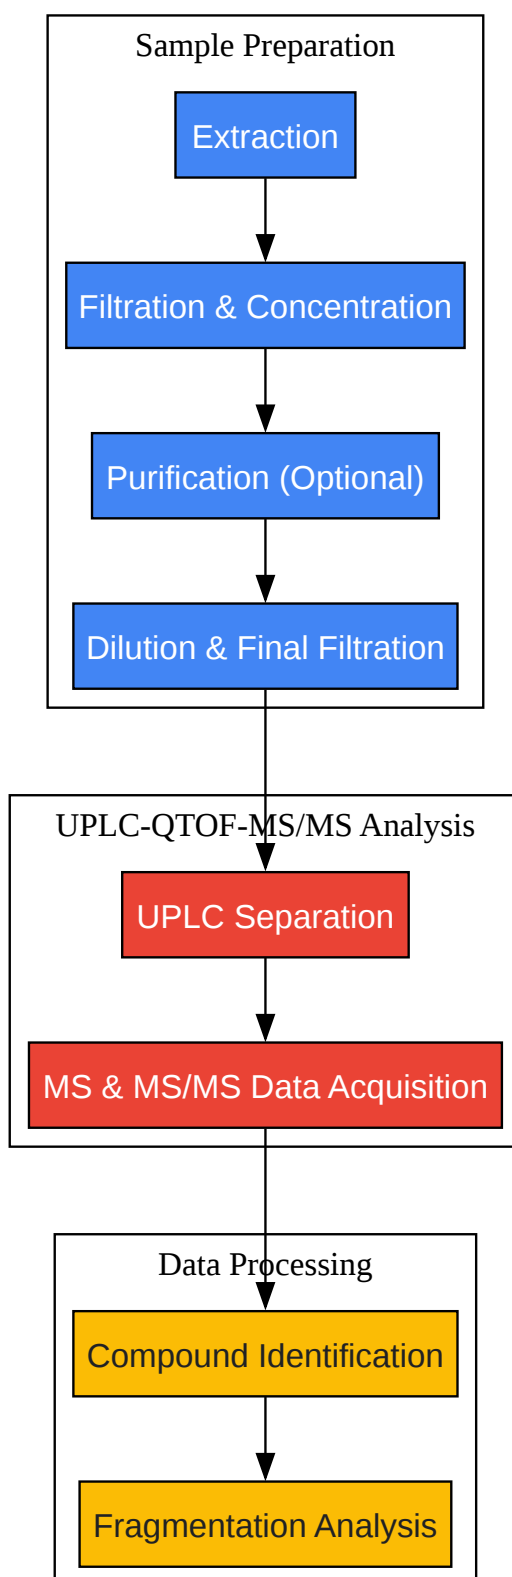 Sample Preparation
Extraction
Filtration & Concentration
Purification (Optional)
Dilution & Final Filtration
UPLC-QTOF-MS/MS Analysis
UPLC Separation
MS & MS/MS Data Acquisition
Data Processing
Compound Identification
Fragmentation Analysis